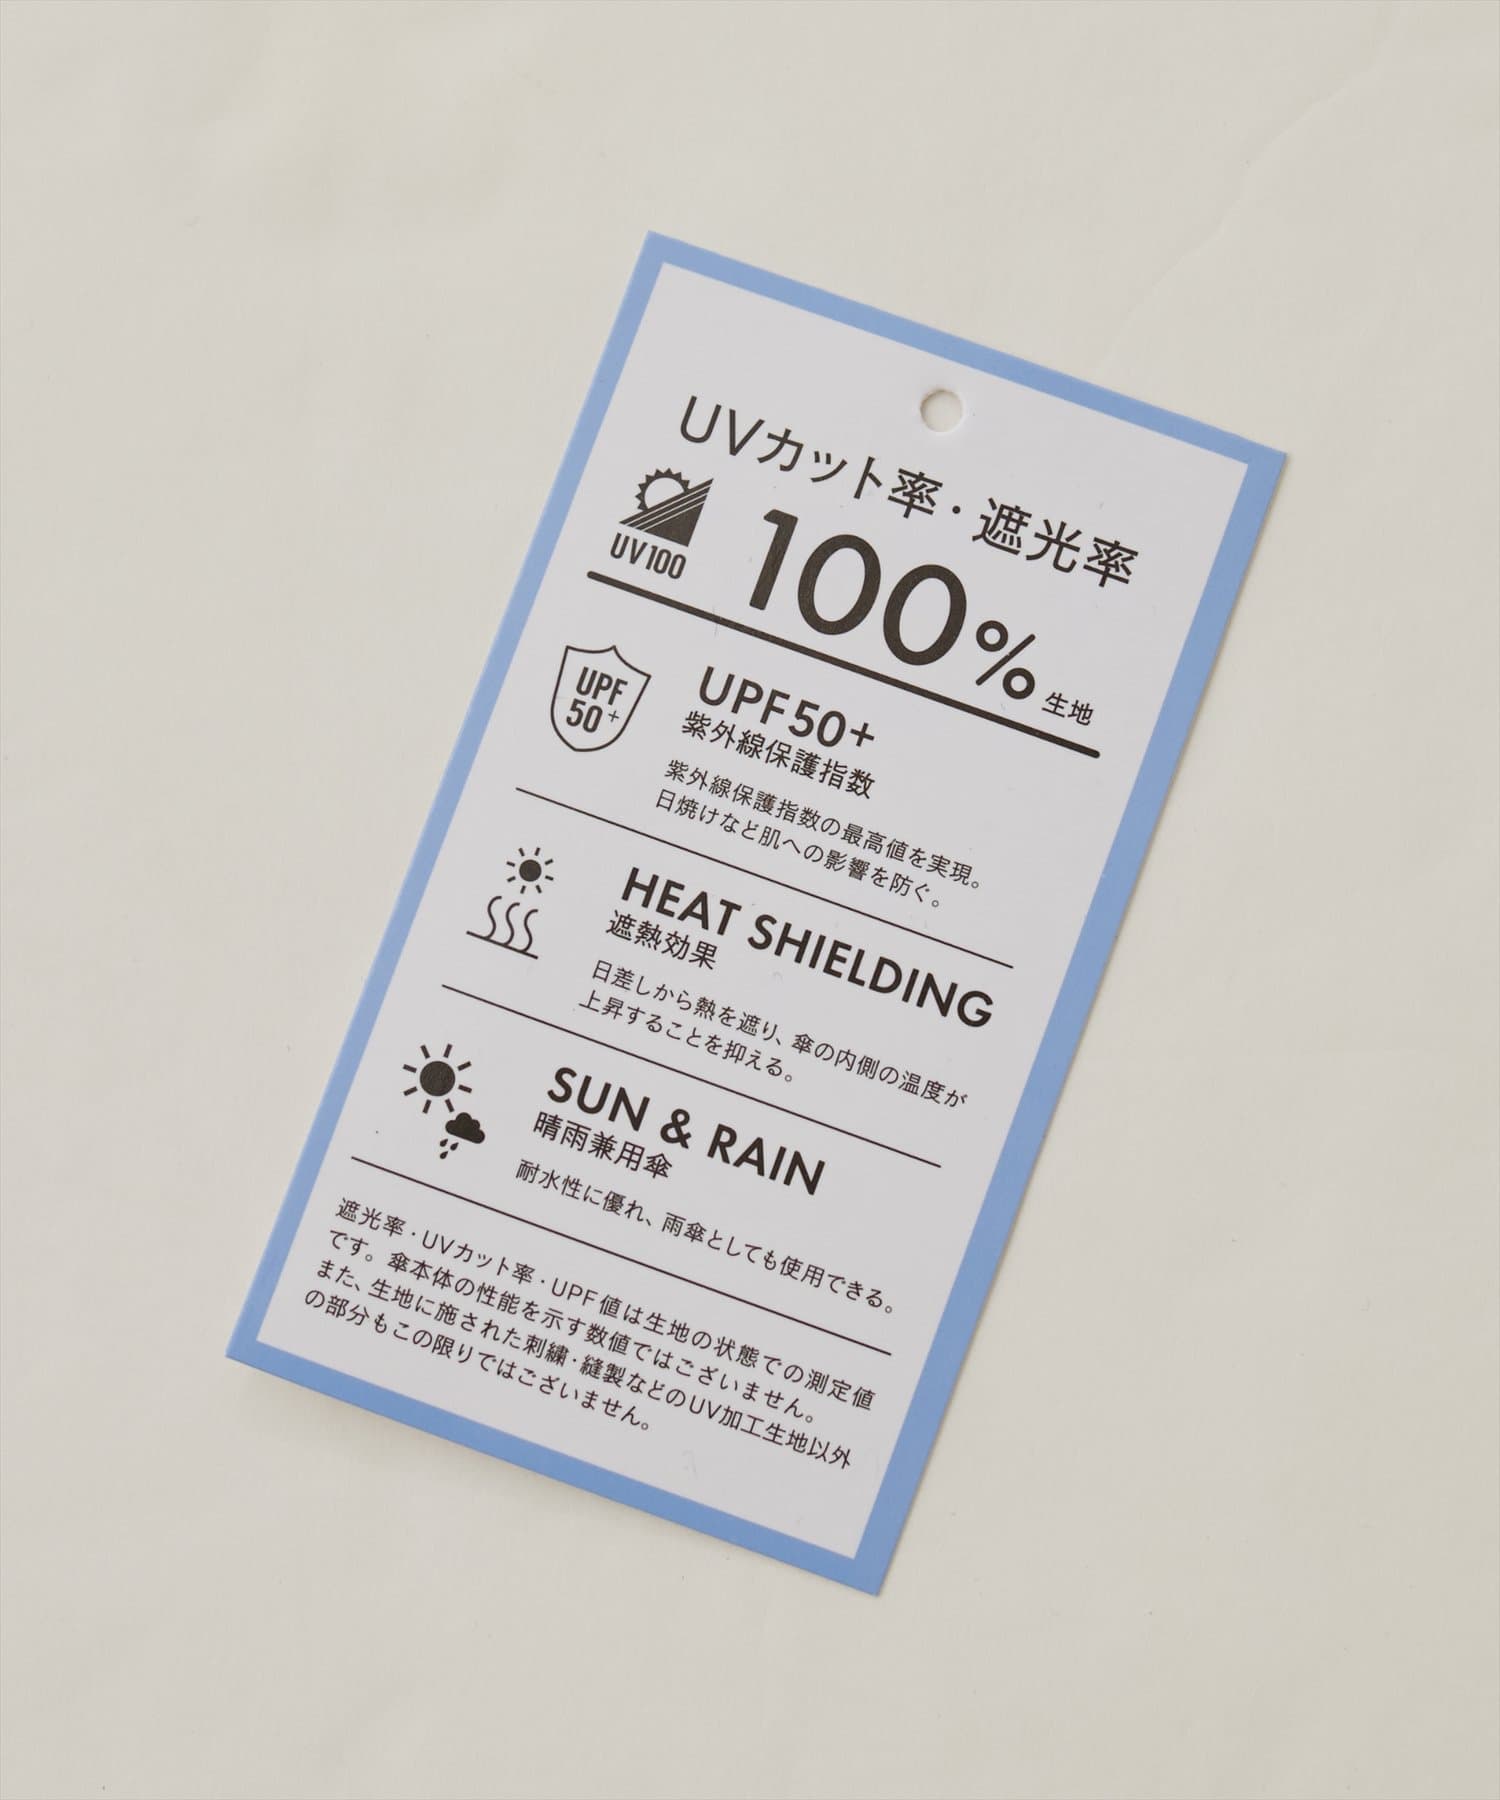 UVカット率・遮光率
UV100
100%生地
UPF
50+
UPF50+
紫外線保護指数
紫外線保護指数の最高値を実現。
日焼けなど肌への影響を防ぐ。
HEAT SHIELDING
遮熱効果
日差しから熱を遮り、傘の内側の温度が
上昇することを抑える。
SUN & RAIN
晴雨兼用傘
耐水性に優れ、雨傘としても使用できる。
遮光率・UVカット率・UPF値は生地の状態での測定値
です。傘本体の性能を示す数値ではございません。
また、生地に施された刺繍・縫製などのUV加工生地以外
の部分もこの限りではございません。